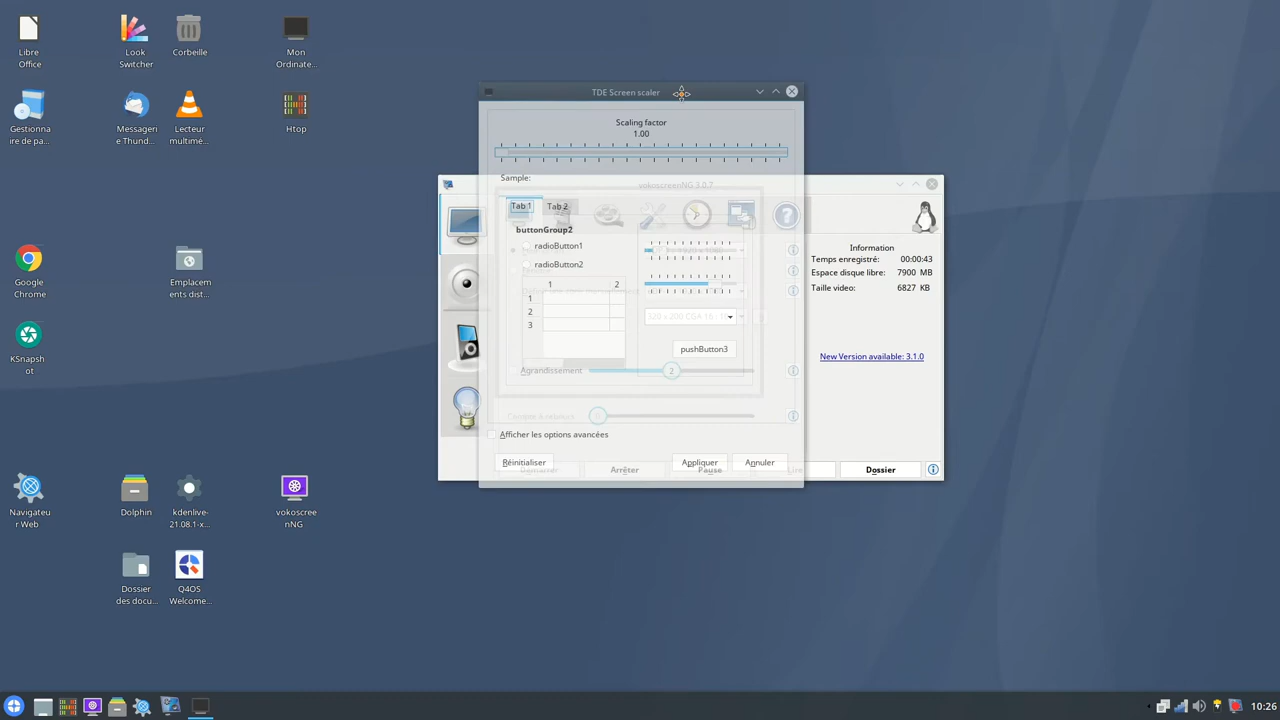 Libre
Office
Look
Switcher
Corbeille
Mon
Ordinate...
Gestionna
ire de pa...
Messageri
e Thund...
Lecteur
multimé...
Htop
Google
Chrome
Emplacem
ents dist...
KSnapsh
ot
Navigateu
r Web
Dolphin
kdenlive-
21.08.1-x...
vokoscree
nNG
Dossier
des docu...
Q4OS
Welcome...
TDE Screen scaler
Scaling factor
1.00
Sample:
vokoscreenNG 3.0.7
Tab 1
Tab 2
buttonGroup2
radioButton1
radioButton2
1
2
1
2
3
pushButton3
Agrandissement
2
Afficher les options avancées
Réinitialiser
Appliquer
Annuler
Arrêter
Pause
Information
Temps enregistré:
00:00:43
Espace disque libre:
7900 MB
Taille video:
6827 KB
New Version available: 3.1.0
Dossier
10:26